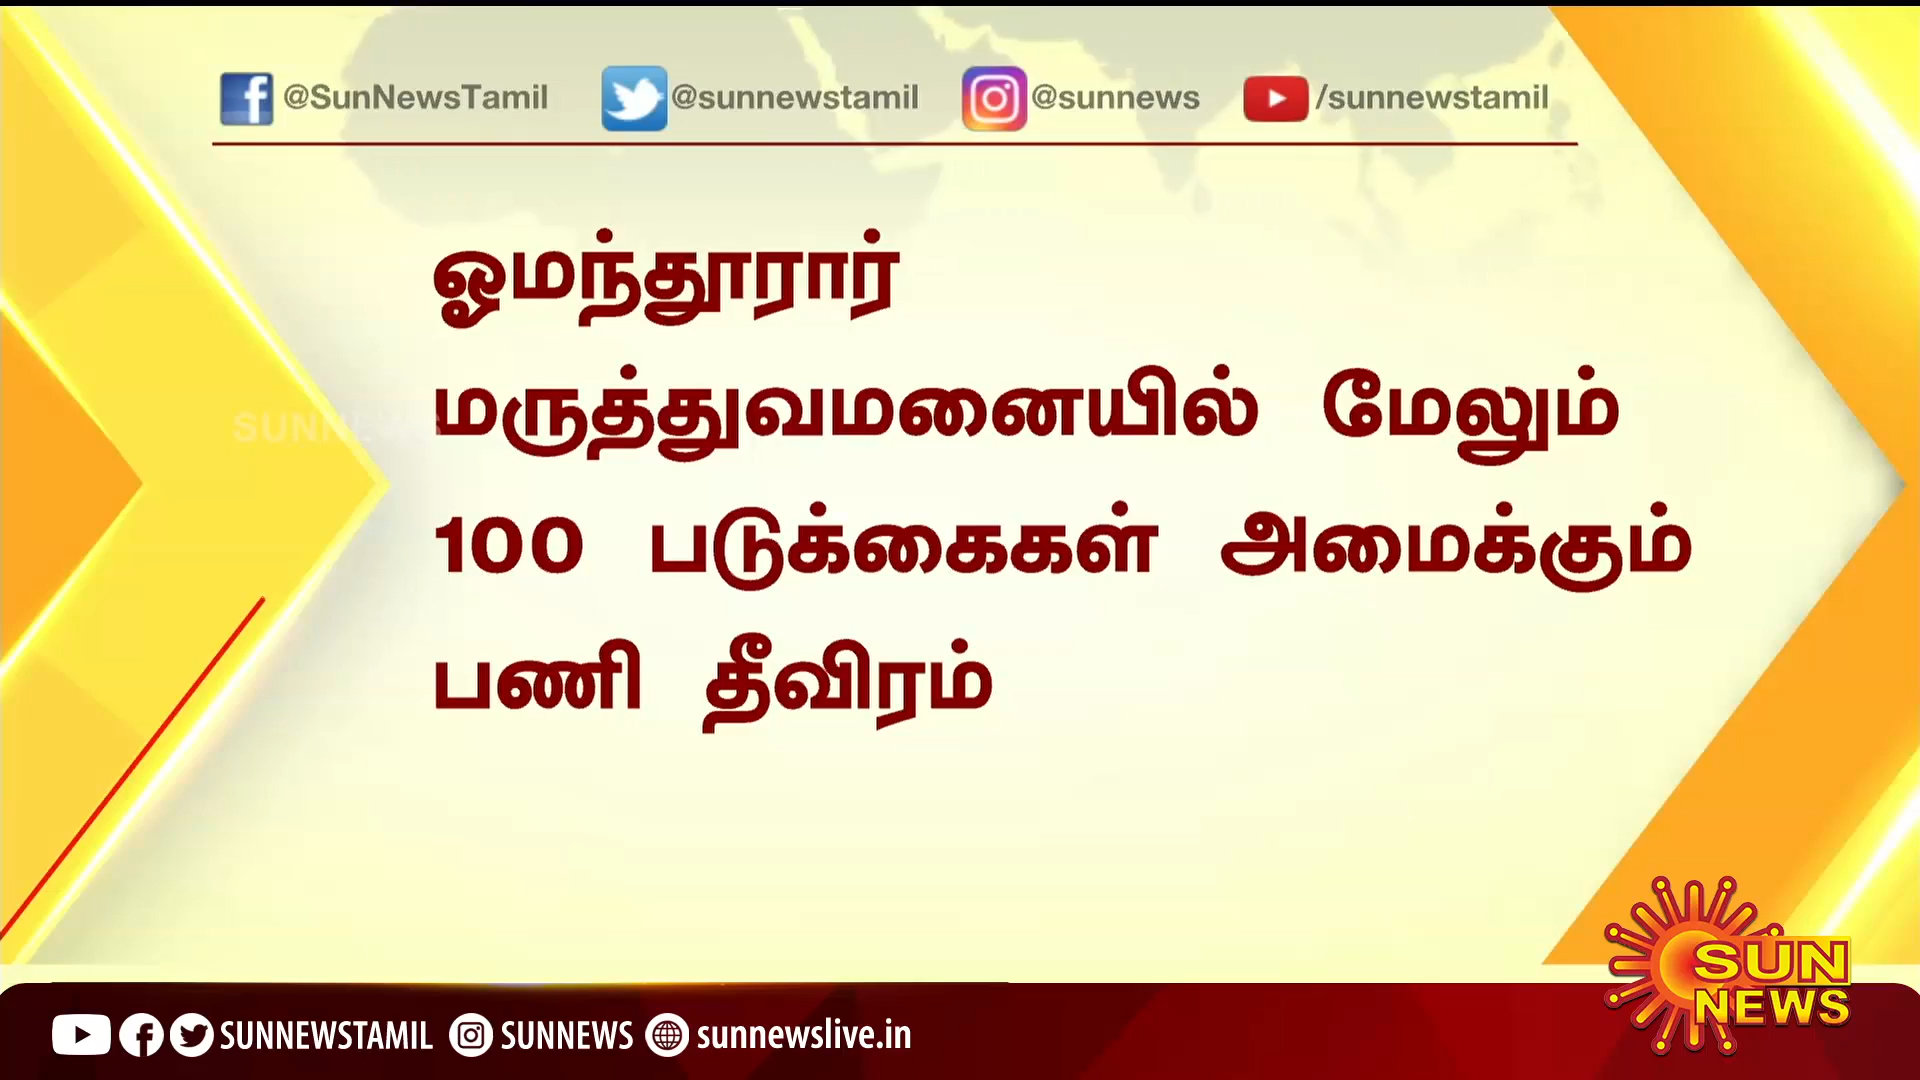 @SunNewsTamil @sunnewstamil @sunnews /sunnewstamil
ஓமந்தூரார்
மருத்துவமனையில் மேலும்
SUNNEWS
100 படுக்கைகள் அமைக்கும்
பணி தீவிரம்
SUN
NEWS
SUNNEWSTAMIL SUNNEWS sunnewslive.in